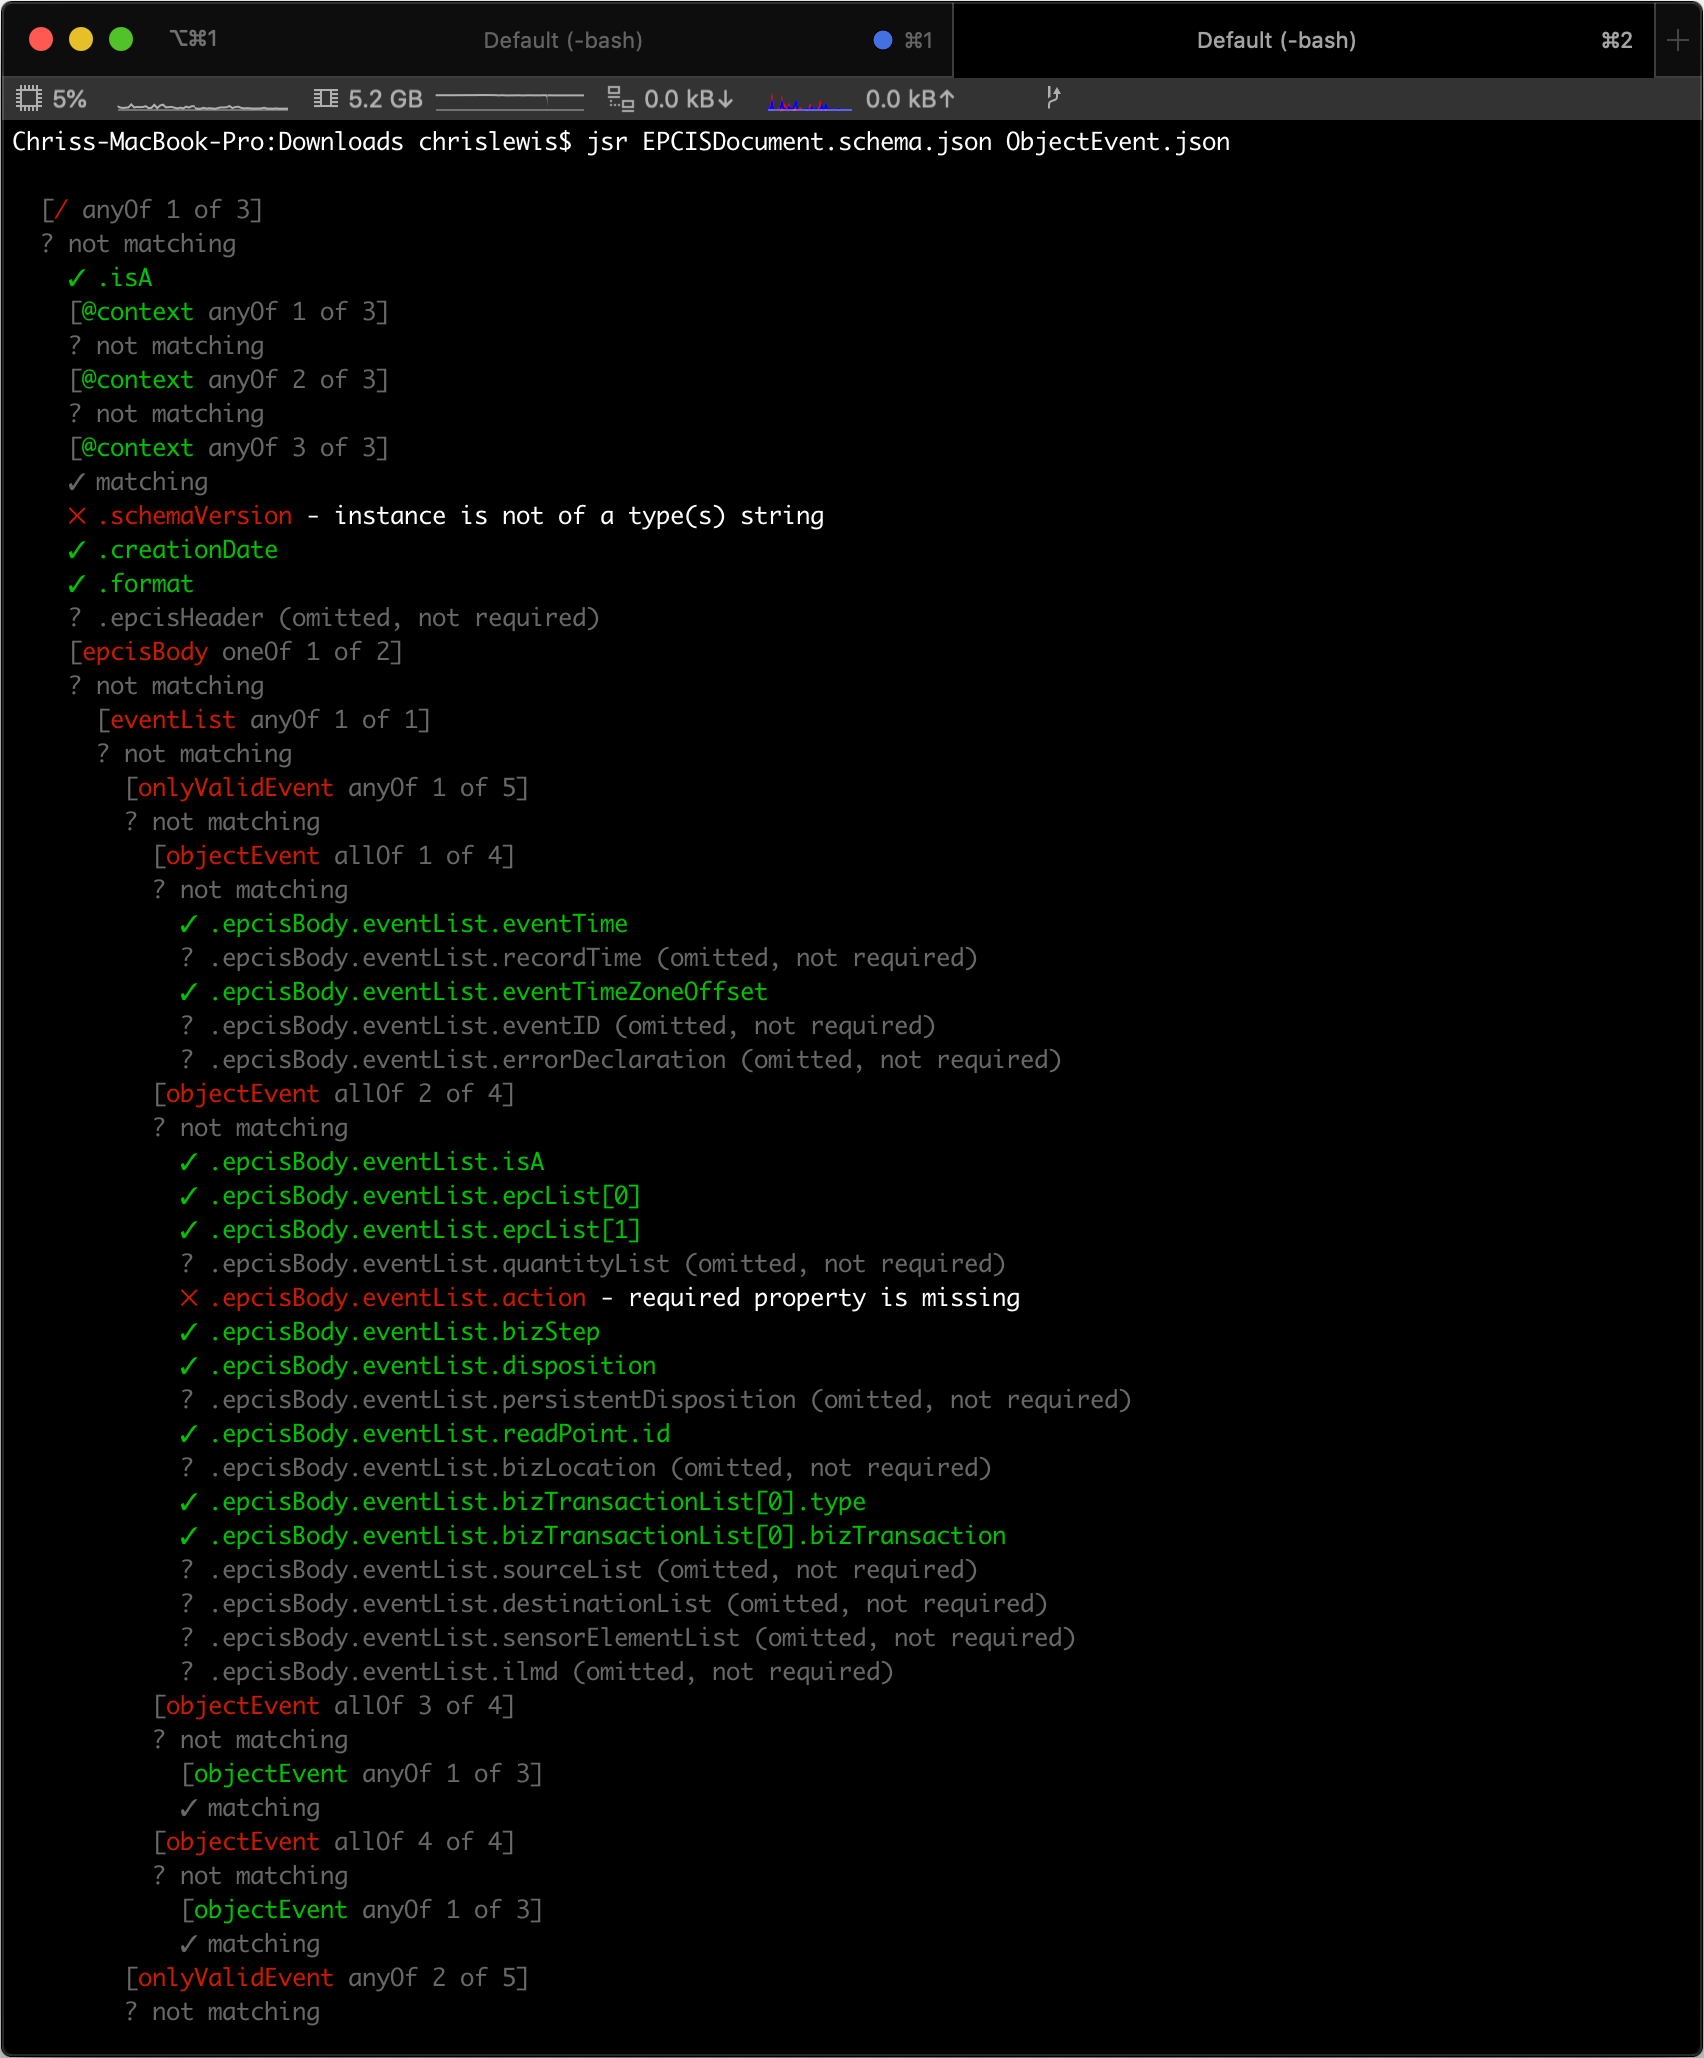 ⌥⌘1 Default (-bash) ⌘1 Default (-bash) ⌘2
5% 5.2 GB 0.0 kB↓ 0.0 kB↑
Chriss-MacBook-Pro:Downloads chrislewis$ jsr EPCISDocument.schema.json ObjectEvent.json
[/ anyOf 1 of 3]
? not matching
✓ .isA
[@context anyOf 1 of 3]
? not matching
[@context anyOf 2 of 3]
? not matching
[@context anyOf 3 of 3]
✓ matching
✕ .schemaVersion - instance is not of a type(s) string
✓ .creationDate
✓ .format
? .epcisHeader (omitted, not required)
[epcisBody oneOf 1 of 2]
? not matching
[eventList anyOf 1 of 1]
? not matching
[onlyValidEvent anyOf 1 of 5]
? not matching
[objectEvent allOf 1 of 4]
? not matching
✓ .epcisBody.eventList.eventTime
? .epcisBody.eventList.recordTime (omitted, not required)
✓ .epcisBody.eventList.eventTimeZoneOffset
? .epcisBody.eventList.eventID (omitted, not required)
? .epcisBody.eventList.errorDeclaration (omitted, not required)
[objectEvent allOf 2 of 4]
? not matching
✓ .epcisBody.eventList.isA
✓ .epcisBody.eventList.epcList[0]
✓ .epcisBody.eventList.epcList[1]
? .epcisBody.eventList.quantityList (omitted, not required)
✕ .epcisBody.eventList.action - required property is missing
✓ .epcisBody.eventList.bizStep
✓ .epcisBody.eventList.disposition
? .epcisBody.eventList.persistentDisposition (omitted, not required)
✓ .epcisBody.eventList.readPoint.id
? .epcisBody.eventList.bizLocation (omitted, not required)
✓ .epcisBody.eventList.bizTransactionList[0].type
✓ .epcisBody.eventList.bizTransactionList[0].bizTransaction
? .epcisBody.eventList.sourceList (omitted, not required)
? .epcisBody.eventList.destinationList (omitted, not required)
? .epcisBody.eventList.sensorElementList (omitted, not required)
? .epcisBody.eventList.ilmd (omitted, not required)
[objectEvent allOf 3 of 4]
? not matching
[objectEvent anyOf 1 of 3]
✓ matching
[objectEvent allOf 4 of 4]
? not matching
[objectEvent anyOf 1 of 3]
✓ matching
[onlyValidEvent anyOf 2 of 5]
? not matching